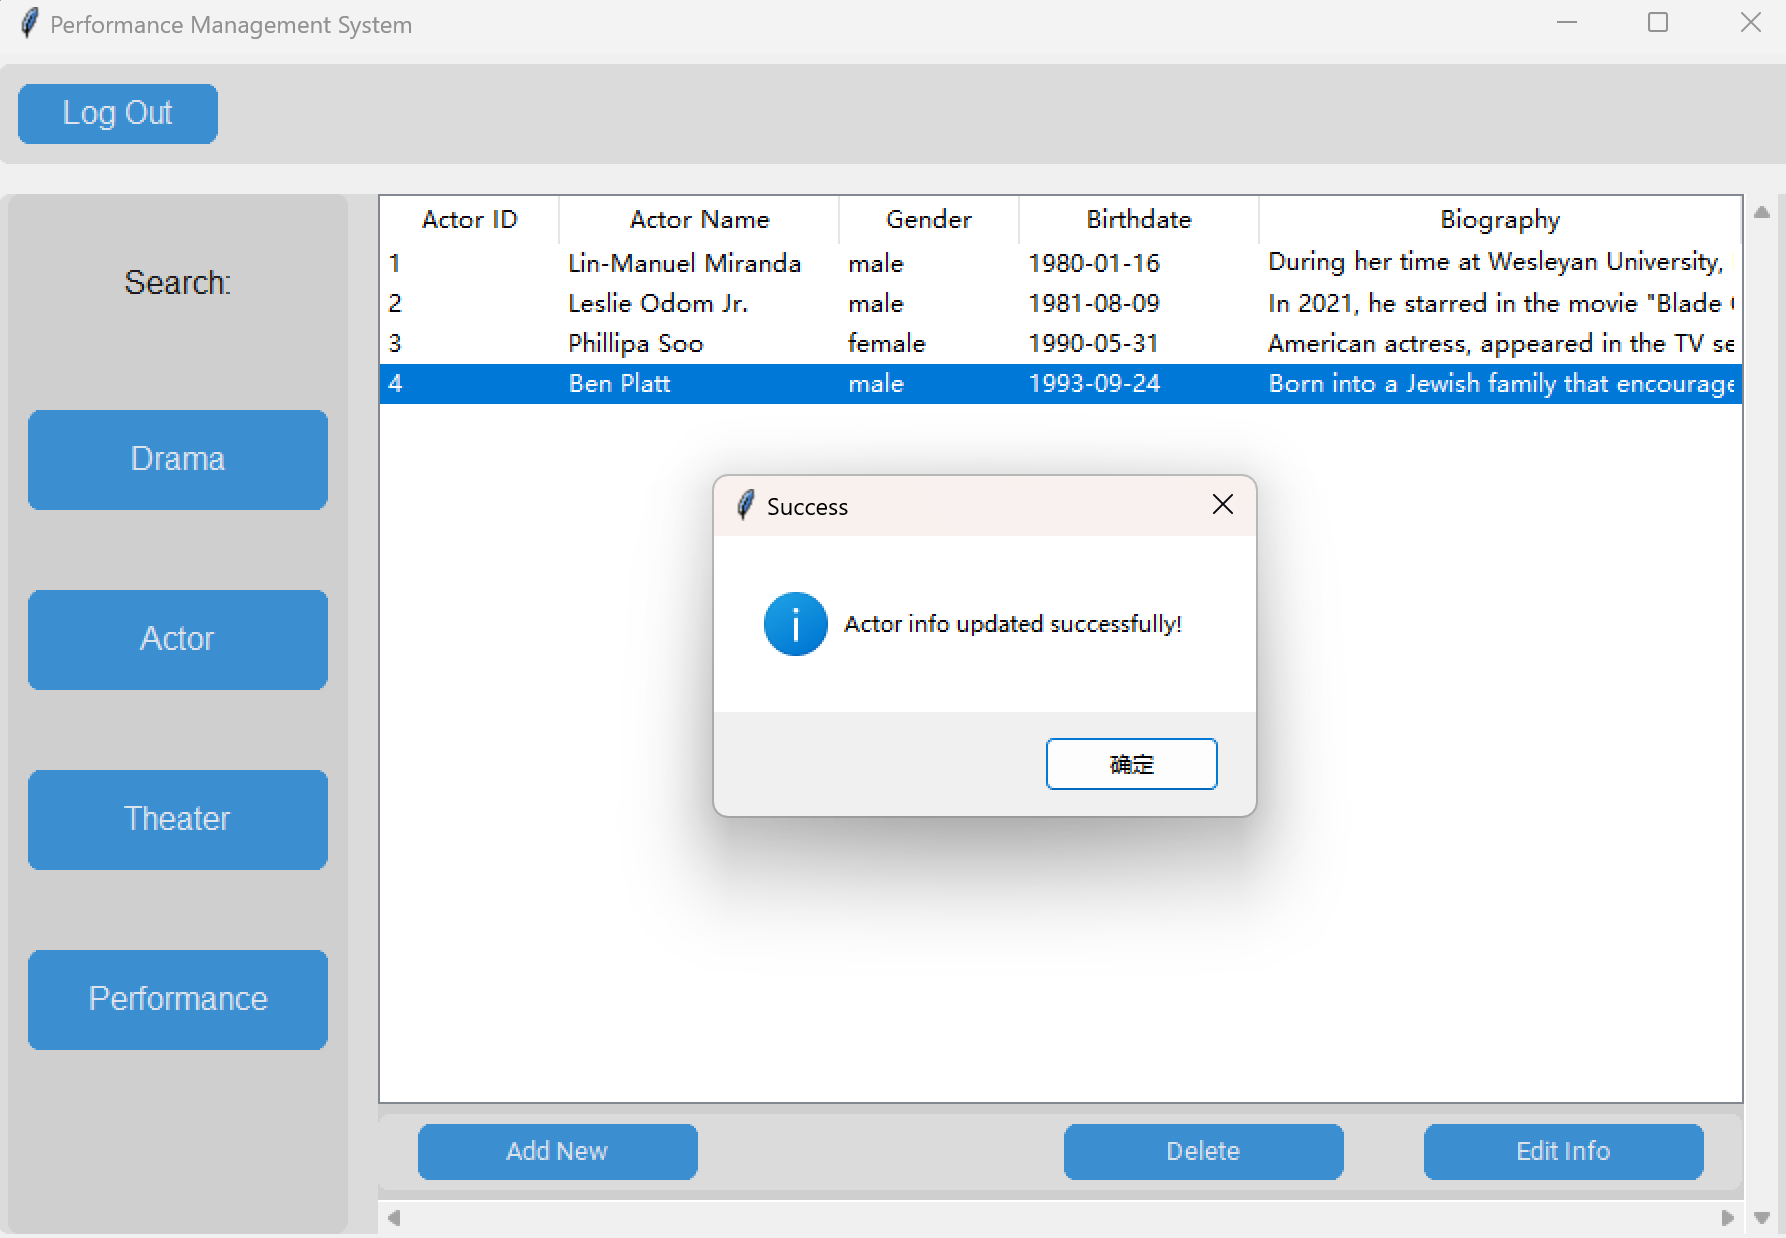 Performance Management System
Log Out
Search:
Drama
Actor
Theater
Performance
Actor ID Actor Name Gender Birthdate Biography
1 Lin-Manuel Miranda male 1980-01-16 During her time at Wesleyan University,
2 Leslie Odom Jr. male 1981-08-09 In 2021, he starred in the movie "Blade
3 Phillipa Soo female 1990-05-31 American actress, appeared in the TV se
4 Ben Platt male 1993-09-24 Born into a Jewish family that encourage
Success
Actor info updated successfully!
确定
Add New Delete Edit Info